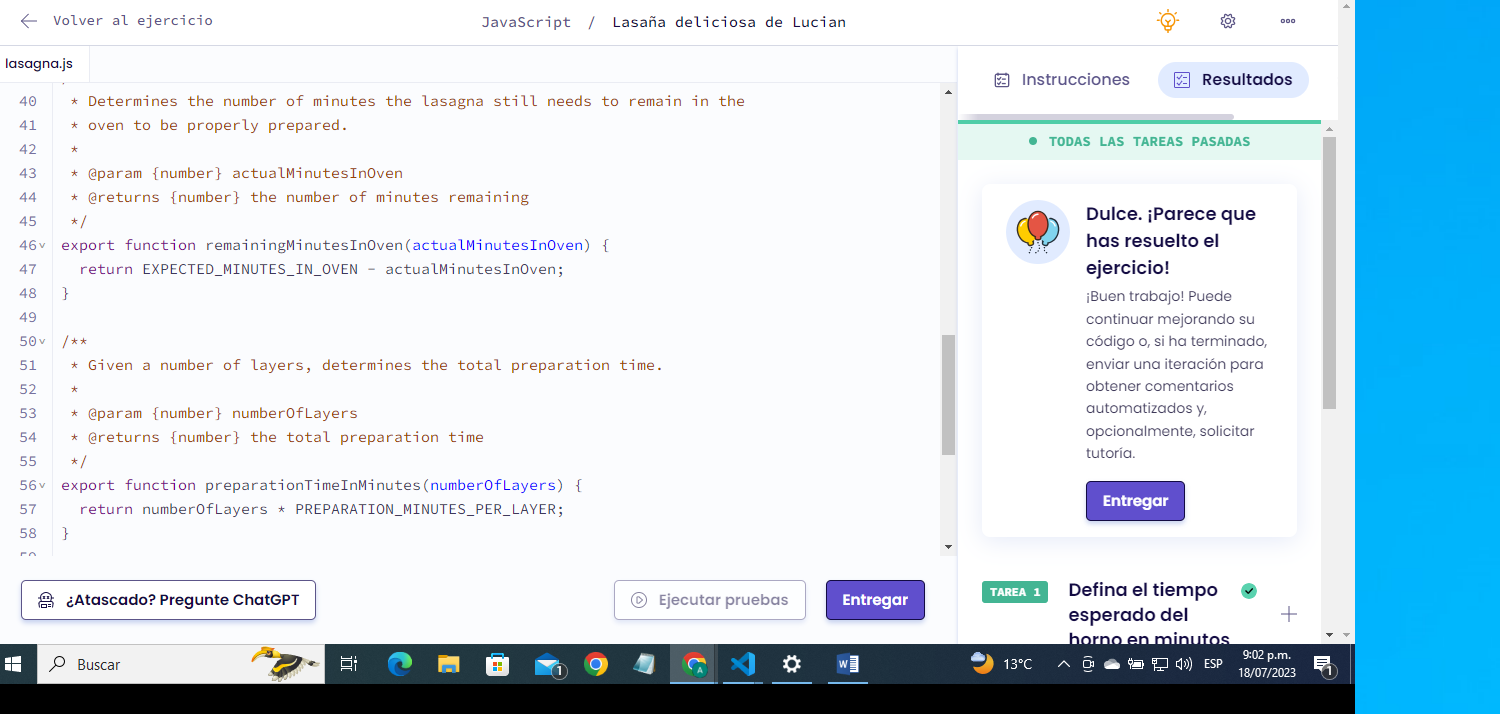 Volver al ejercicio
JavaScript / Lasaña deliciosa de Lucian
lasagna.js
40 * Determines the number of minutes the lasagna still needs to remain in the
41 * oven to be properly prepared.
42 *
43 * @param {number} actualMinutesInOven
44 * @returns {number} the number of minutes remaining
45 */
46 export function remainingMinutesInOven(actualMinutesInOven) {
47 return EXPECTED_MINUTES_IN_OVEN - actualMinutesInOven;
48 }
49
50 /**
51 * Given a number of layers, determines the total preparation time.
52 *
53 * @param {number} numberOfLayers
54 * @returns {number} the total preparation time
55 */
56 export function preparationTimeInMinutes(numberOfLayers) {
57 return numberOfLayers * PREPARATION_MINUTES_PER_LAYER;
58 }
59
¿Atascado? Pregunte ChatGPT
Ejecutar pruebas
Entregar
Instrucciones
Resultados
TODAS LAS TAREAS PASADAS
Dulce. ¡Parece que
has resuelto el
ejercicio!
¡Buen trabajo! Puede
continuar mejorando su
código o, si ha terminado,
enviar una iteración para
obtener comentarios
automatizados y,
opcionalmente, solicitar
tutoría.
Entregar
TAREA 1
Defina el tiempo
esperado del
horno en minutos
Buscar
1
A
13°C
ESP
9:02 p.m.
18/07/2023
1